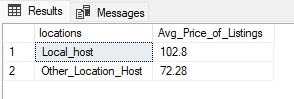 Results Messages
locations Avg_Price_of_Listings
1 Local_host 102.8
2 Other_Location_Host 72.28